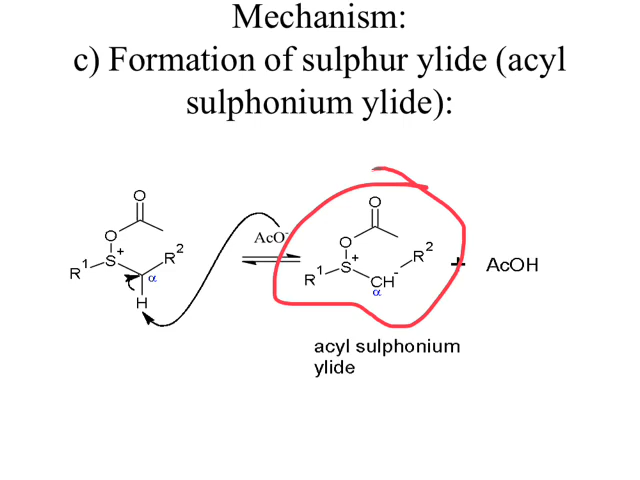 Mechanism:
c) Formation of sulphur ylide (acyl
sulphonium ylide):
O
O
S
+
R1
R2
α
H
AcO-
O
O
S
+
R1
CH
-
R2
α
+
AcOH
acyl sulphonium
ylide